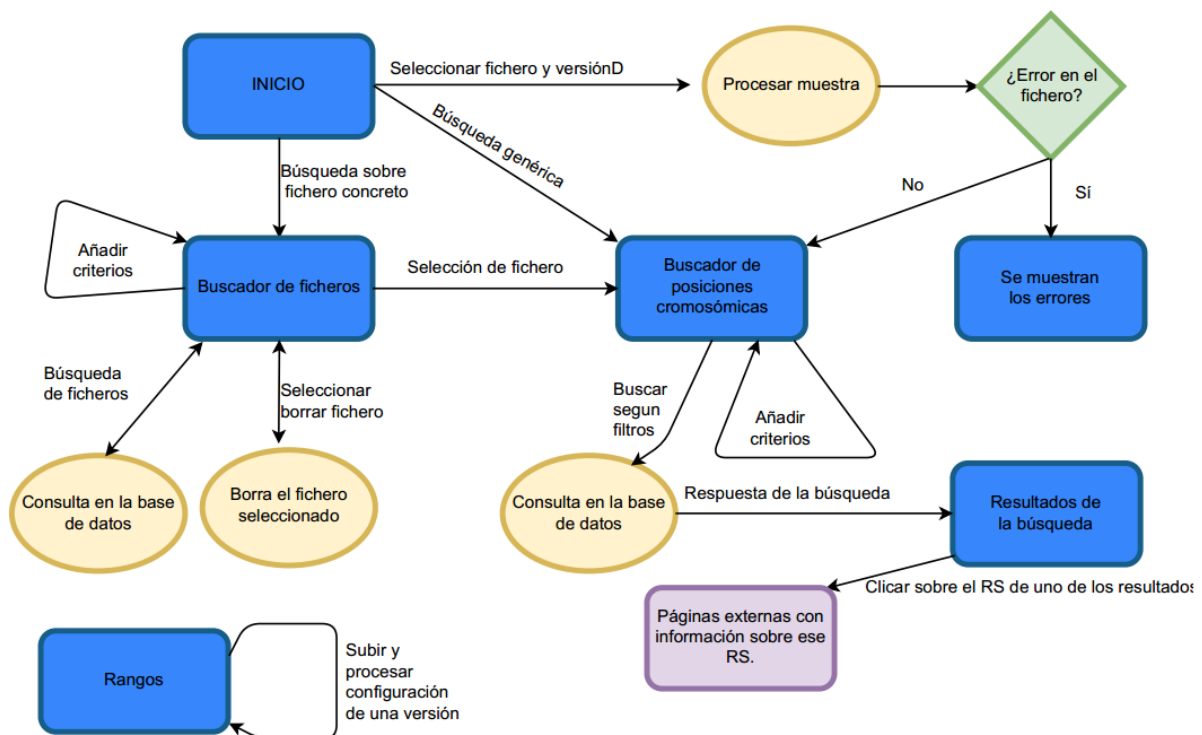 INICIO
Seleccionar fichero y versiónD
Procesar muestra
¿Error en el
fichero?
Búsqueda genérica
Búsqueda sobre
fichero concreto
No
Sí
Añadir
criterios
Buscador de ficheros
Selección de fichero
Buscador de
posiciones
cromosómicas
Se muestran
los errores
Búsqueda
de ficheros
Seleccionar
borrar fichero
Buscar
segun
filtros
Añadir
criterios
Consulta en la base
de datos
Borra el fichero
seleccionado
Consulta en la base
de datos
Respuesta de la búsqueda
Resultados de
la búsqueda
Clicar sobre el RS de uno de los resultados
Páginas externas con
información sobre ese
RS.
Rangos
Subir y
procesar
configuración
de una versión